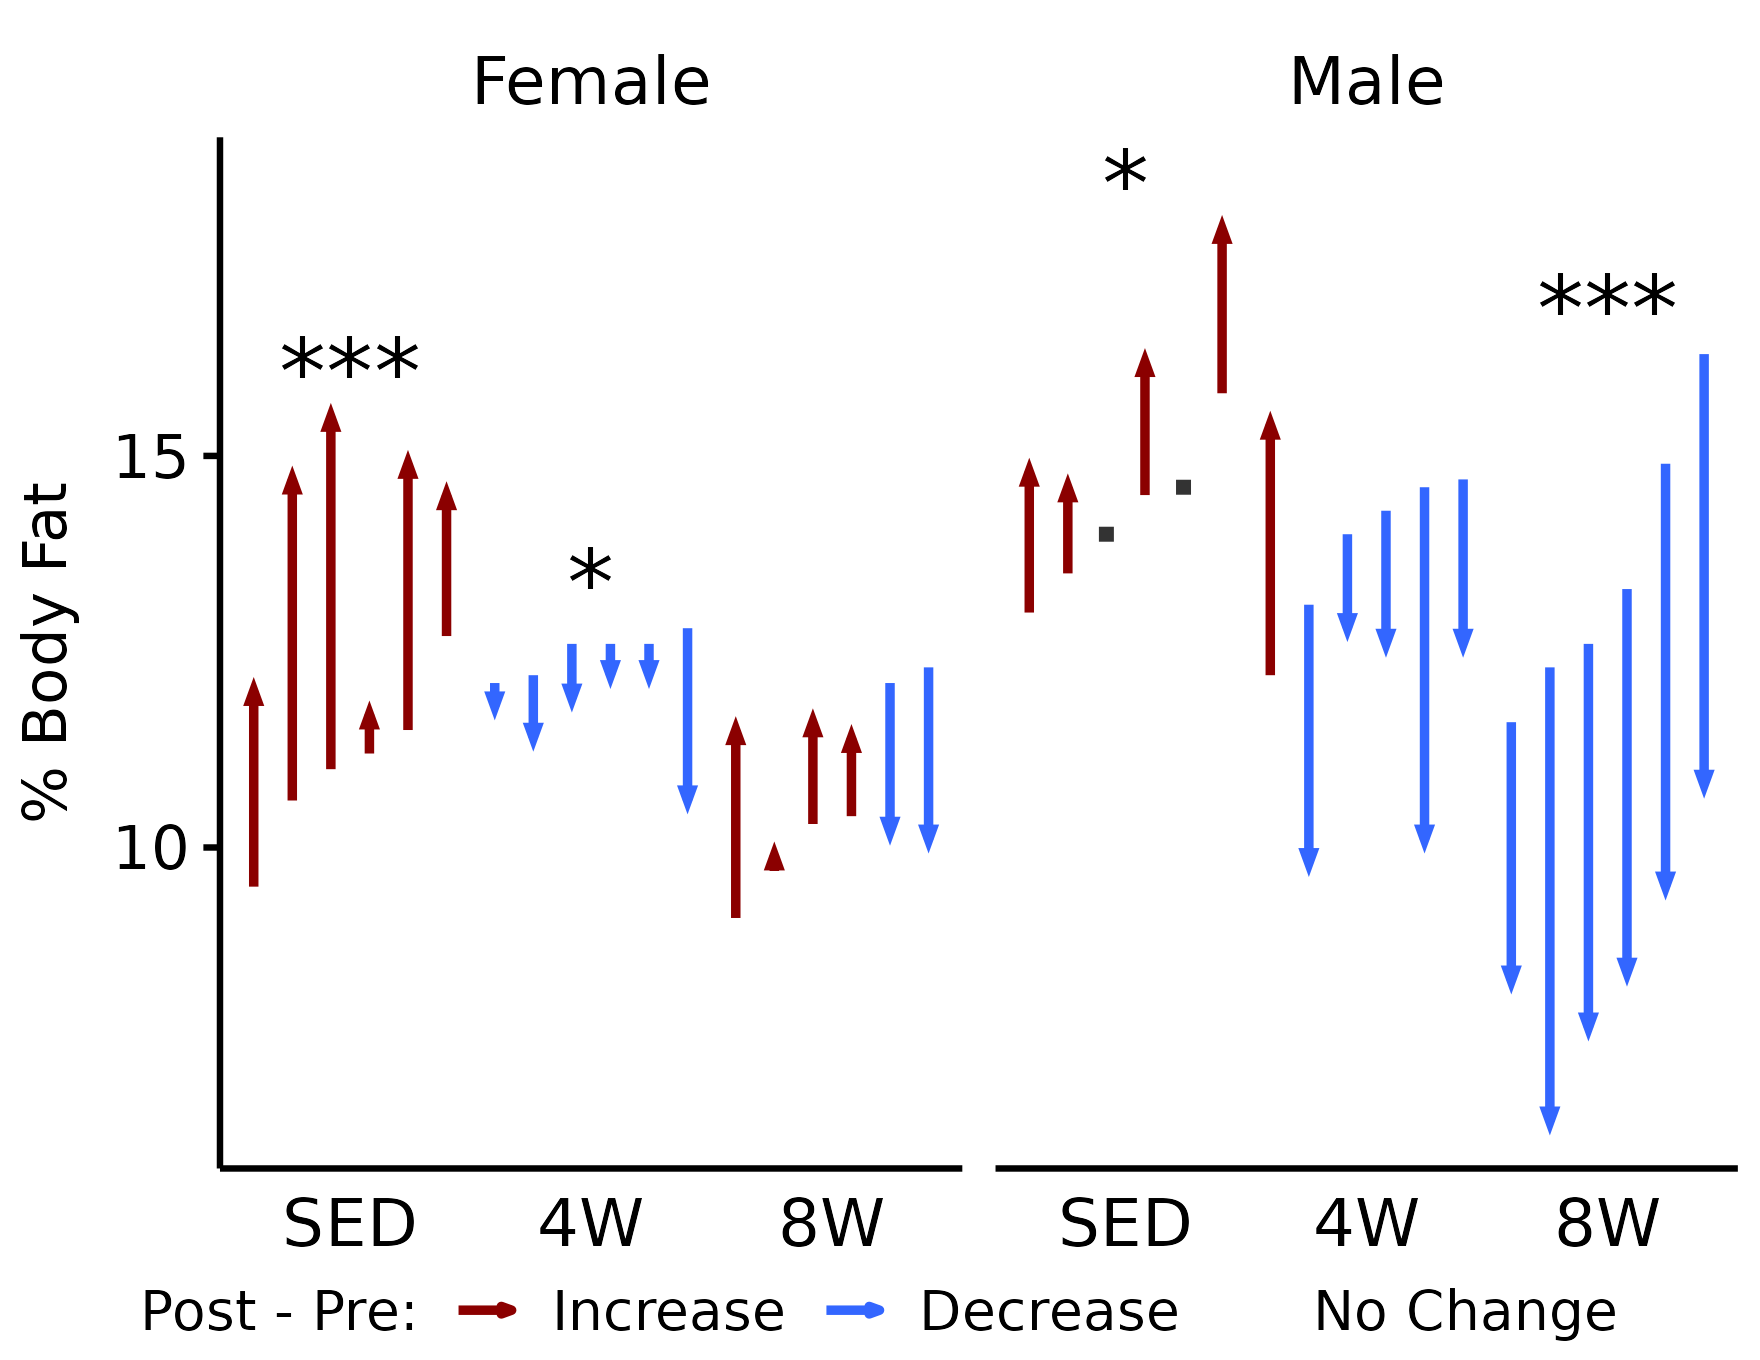 Female Male
*
***
***
15
*
% Body Fat
10
SED 4W 8W SED 4W 8W
Post - Pre: Increase Decrease No Change